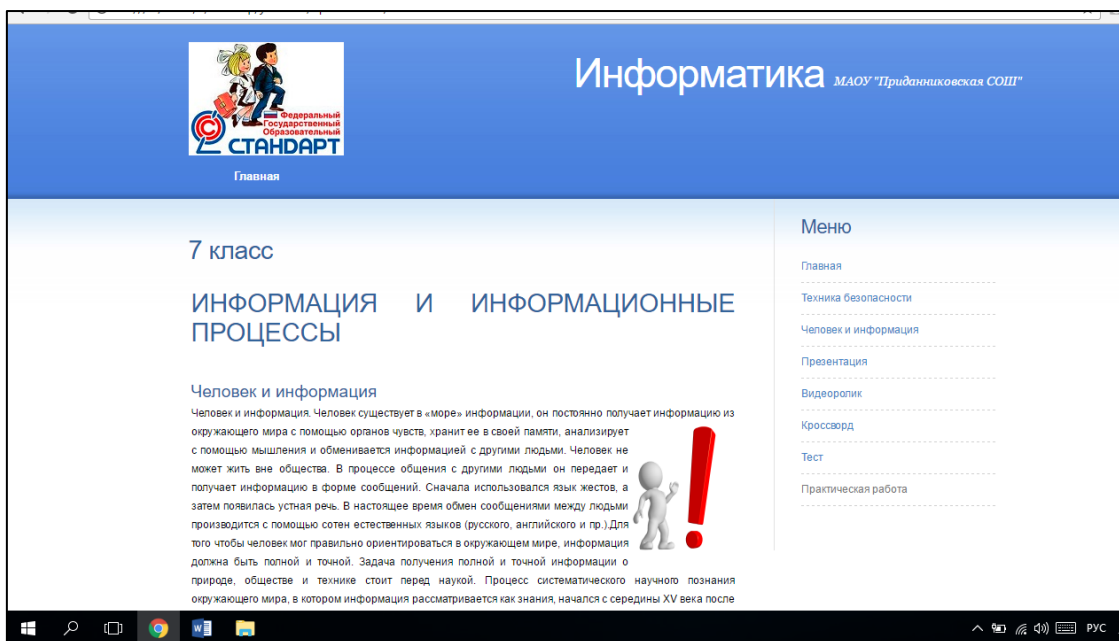 Федеральный
Государственный
Образовательный
СТАНДАРТ
Информатика МАОУ "Приданниковская СОШ"
Главная
7 класс
ИНФОРМАЦИЯ И ИНФОРМАЦИОННЫЕ
ПРОЦЕССЫ
Человек и информация
Человек и информация. Человек существует в «море» информации, он постоянно получает информацию из
окружающего мира с помощью органов чувств, хранит ее в своей памяти, анализирует
с помощью мышления и обменивается информацией с другими людьми. Человек не
может жить вне общества. В процессе общения с другими людьми он передает и
получает информацию в форме сообщений. Сначала использовался язык жестов, а
затем появилась устная речь. В настоящее время обмен сообщениями между людьми
производится с помощью сотен естественных языков (русского, английского и пр.).Для
того чтобы человек мог правильно ориентироваться в окружающем мире, информация
должна быть полной и точной. Задача получения полной и точной информации о
природе, обществе и технике стоит перед наукой. Процесс систематического научного познания
окружающего мира, в котором информация рассматривается как знания, начался с середины XV века после
Меню
Главная
Техника безопасности
Человек и информация
Презентация
Видеоролик
Кроссворд
Тест
Практическая работа
РУС